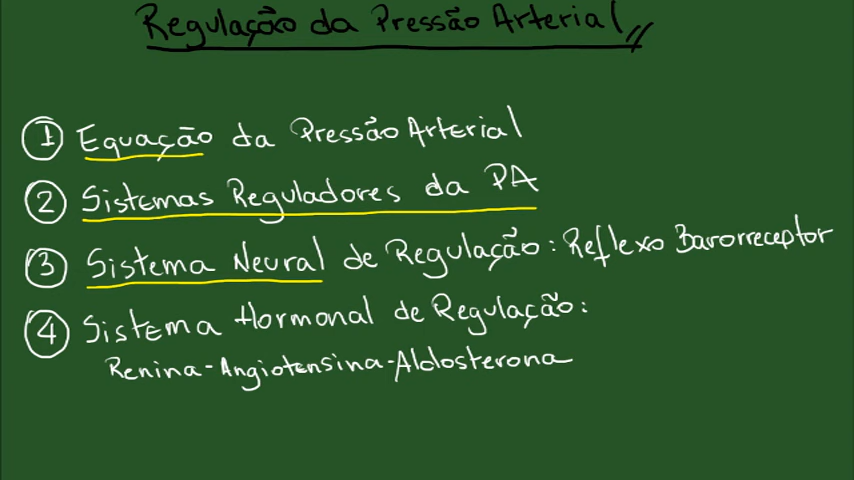 Regulação da Pressão Arterial
1 Equação da Pressão Arterial
2 Sistemas Reguladores da PA
3 Sistema Neural de Regulação: Reflexo Barorreceptor
4 Sistema Hormonal de Regulação:
Renina-Angiotensina-Aldosterona